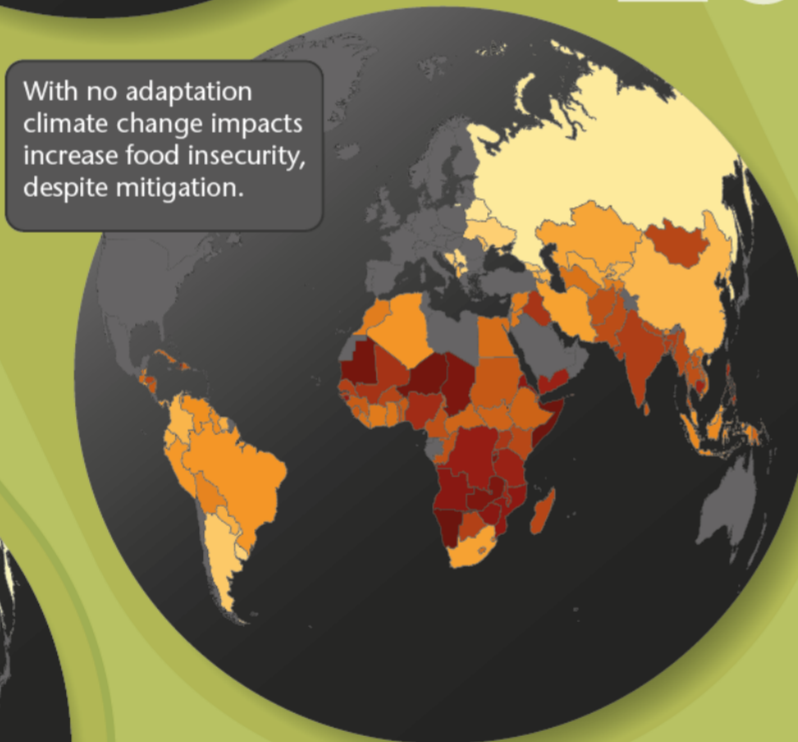 With no adaptation
climate change impacts
increase food insecurity,
despite mitigation.